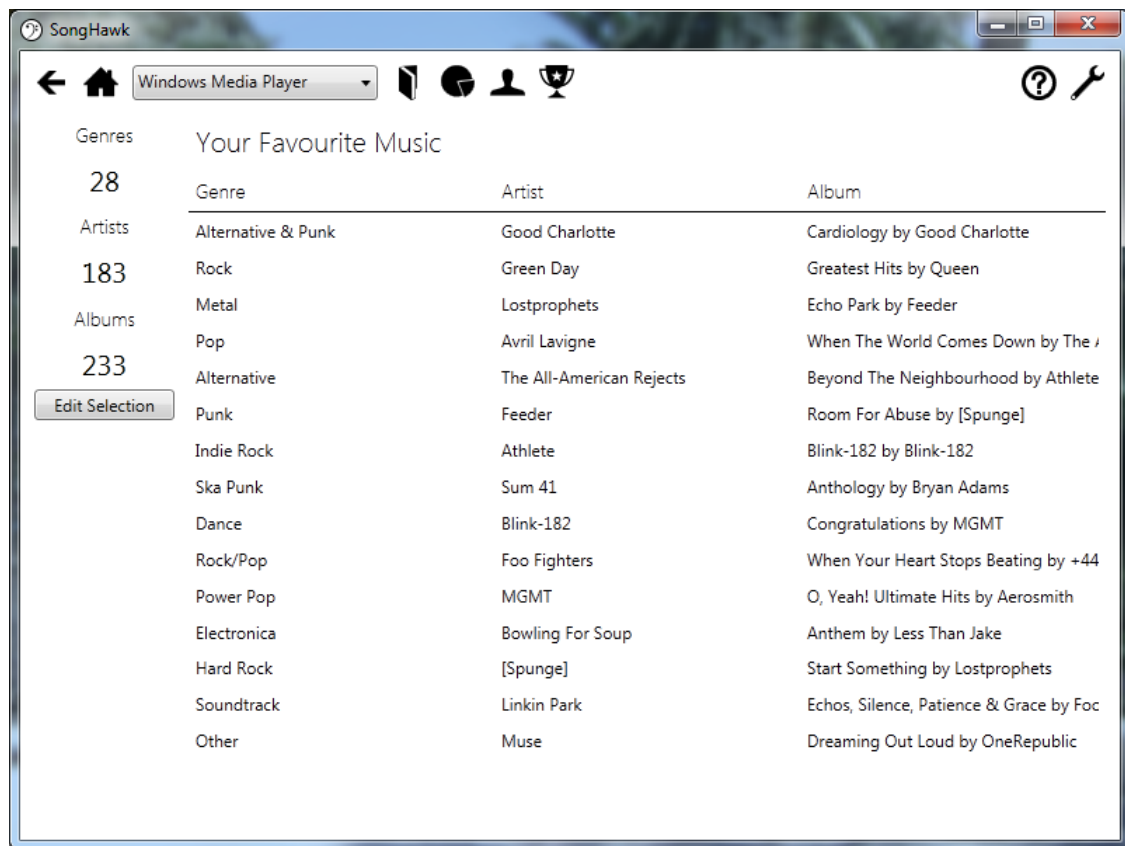 SongHawk
Windows Media Player
Genres
28
Artists
183
Albums
233
Edit Selection
Your Favourite Music
Genre Artist Album
Alternative & Punk Good Charlotte Cardiology by Good Charlotte
Rock Green Day Greatest Hits by Queen
Metal Lostprophets Echo Park by Feeder
Pop Avril Lavigne When The World Comes Down by The
Alternative The All-American Rejects Beyond The Neighbourhood by Athlete
Punk Feeder Room For Abuse by [Spunge]
Indie Rock Athlete Blink-182 by Blink-182
Ska Punk Sum 41 Anthology by Bryan Adams
Dance Blink-182 Congratulations by MGMT
Rock/Pop Foo Fighters When Your Heart Stops Beating by +44
Power Pop MGMT O, Yeah! Ultimate Hits by Aerosmith
Electronica Bowling For Soup Anthem by Less Than Jake
Hard Rock [Spunge] Start Something by Lostprophets
Soundtrack Linkin Park Echos, Silence, Patience & Grace by
Other Muse Dreaming Out Loud by OneRepublic